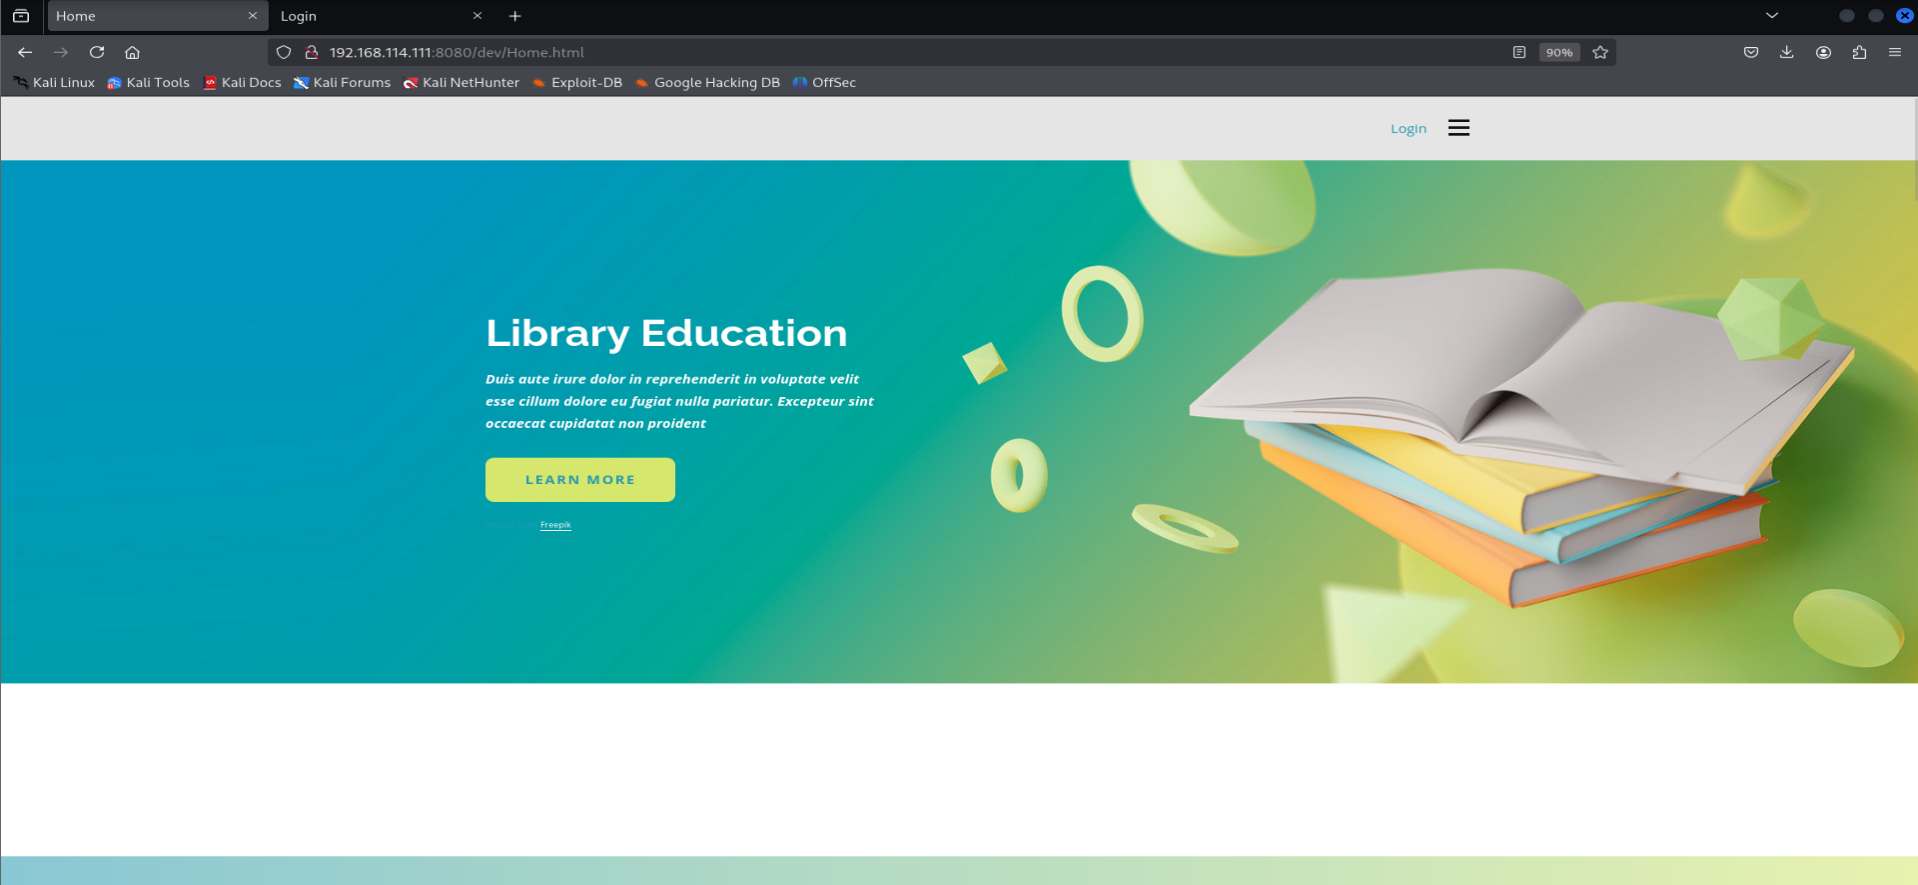 Home
Login
192.168.114.111:8080/dev/Home.html
90%
Kali Linux
Kali Tools
Kali Docs
Kali Forums
Kali NetHunter
Exploit-DB
Google Hacking DB
OffSec
Login
Library Education
Duis aute irure dolor in reprehenderit in voluptate velit
esse cillum dolore eu fugiat nulla pariatur. Excepteur sint
occaecat cupidatat non proident
LEARN MORE
Freepik